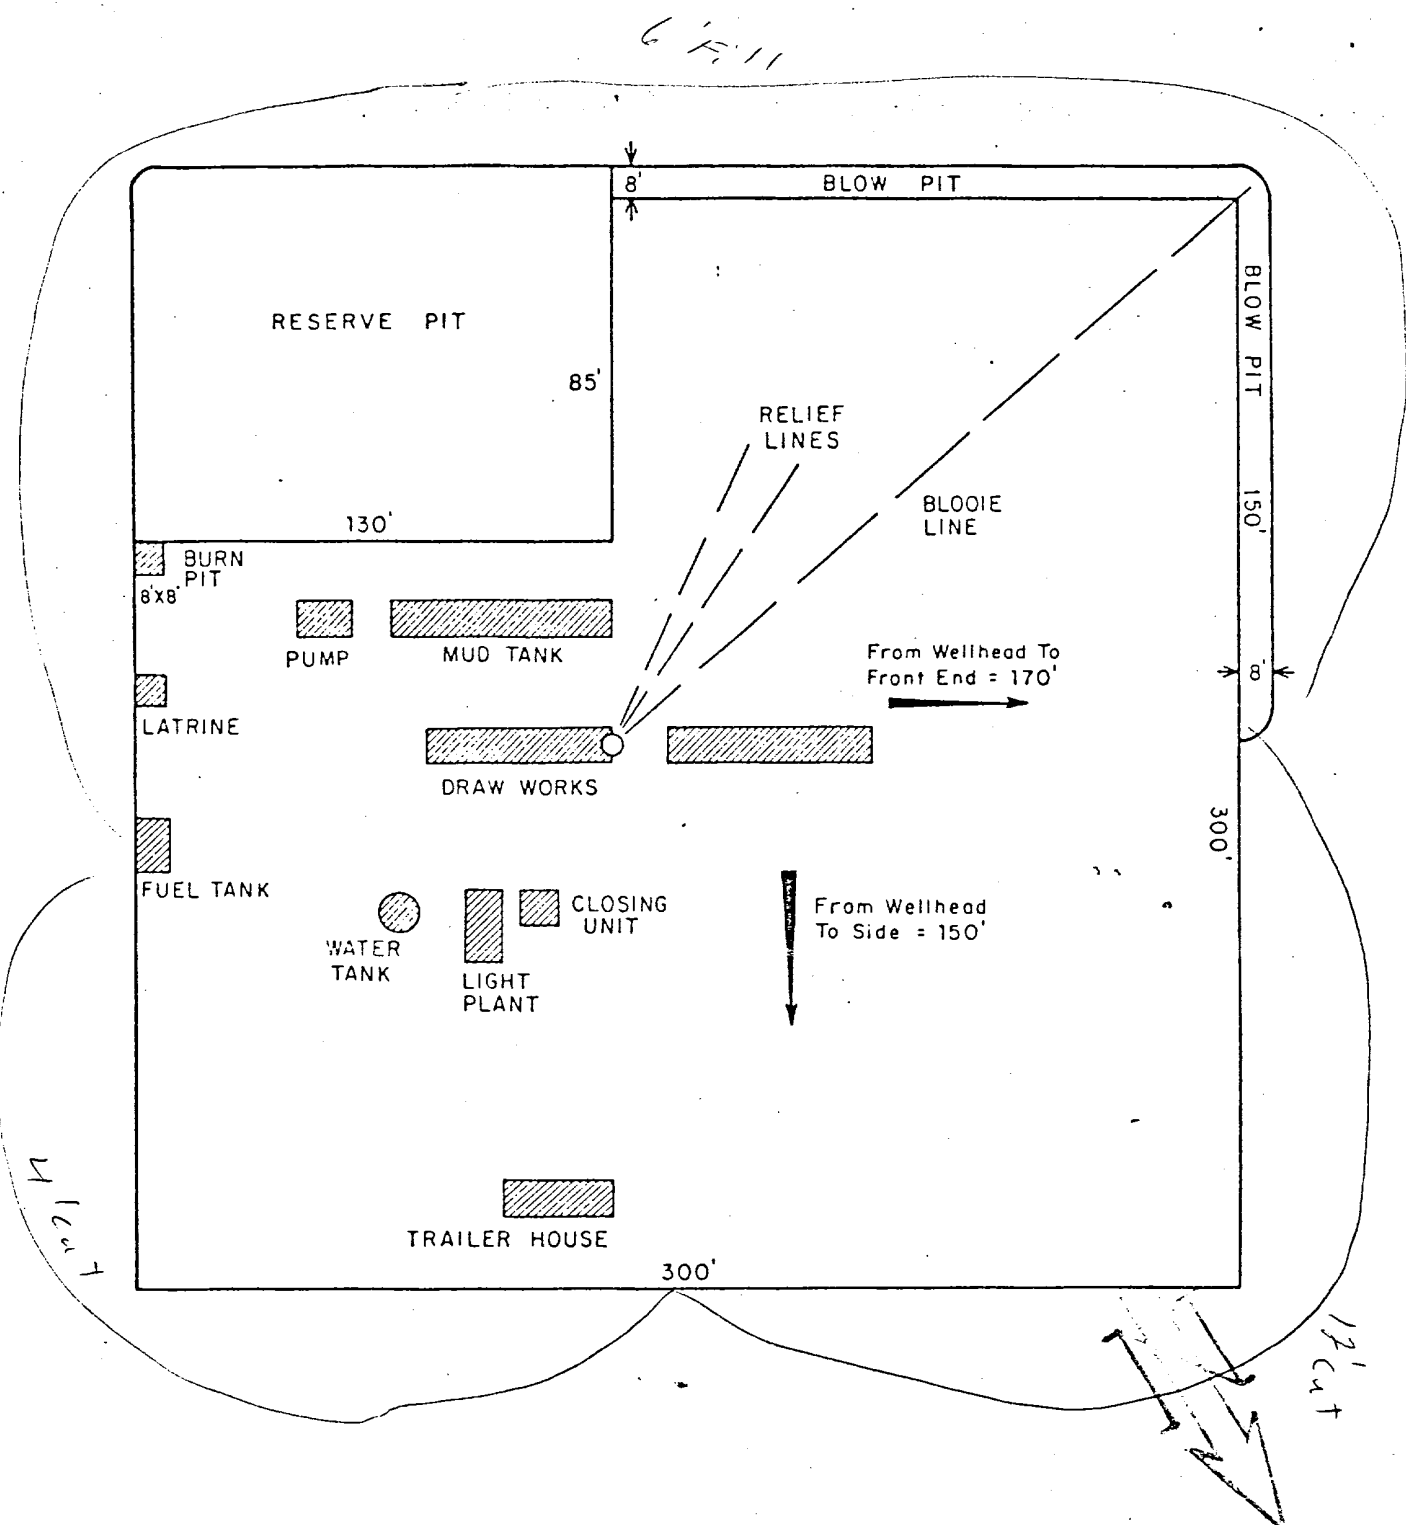 6' Fill
8'
BLOW PIT
BLOW PIT
RESERVE PIT
85'
RELIEF
LINES
BLOOIE
LINE
150'
130'
BURN
PIT
8'X8'
PUMP
MUD TANK
From Wellhead To
Front End = 170'
8'
LATRINE
DRAW WORKS
300'
FUEL TANK
CLOSING
UNIT
From Wellhead
To Side = 150'
WATER
TANK
LIGHT
PLANT
4' cut
TRAILER HOUSE
300'
12' cut